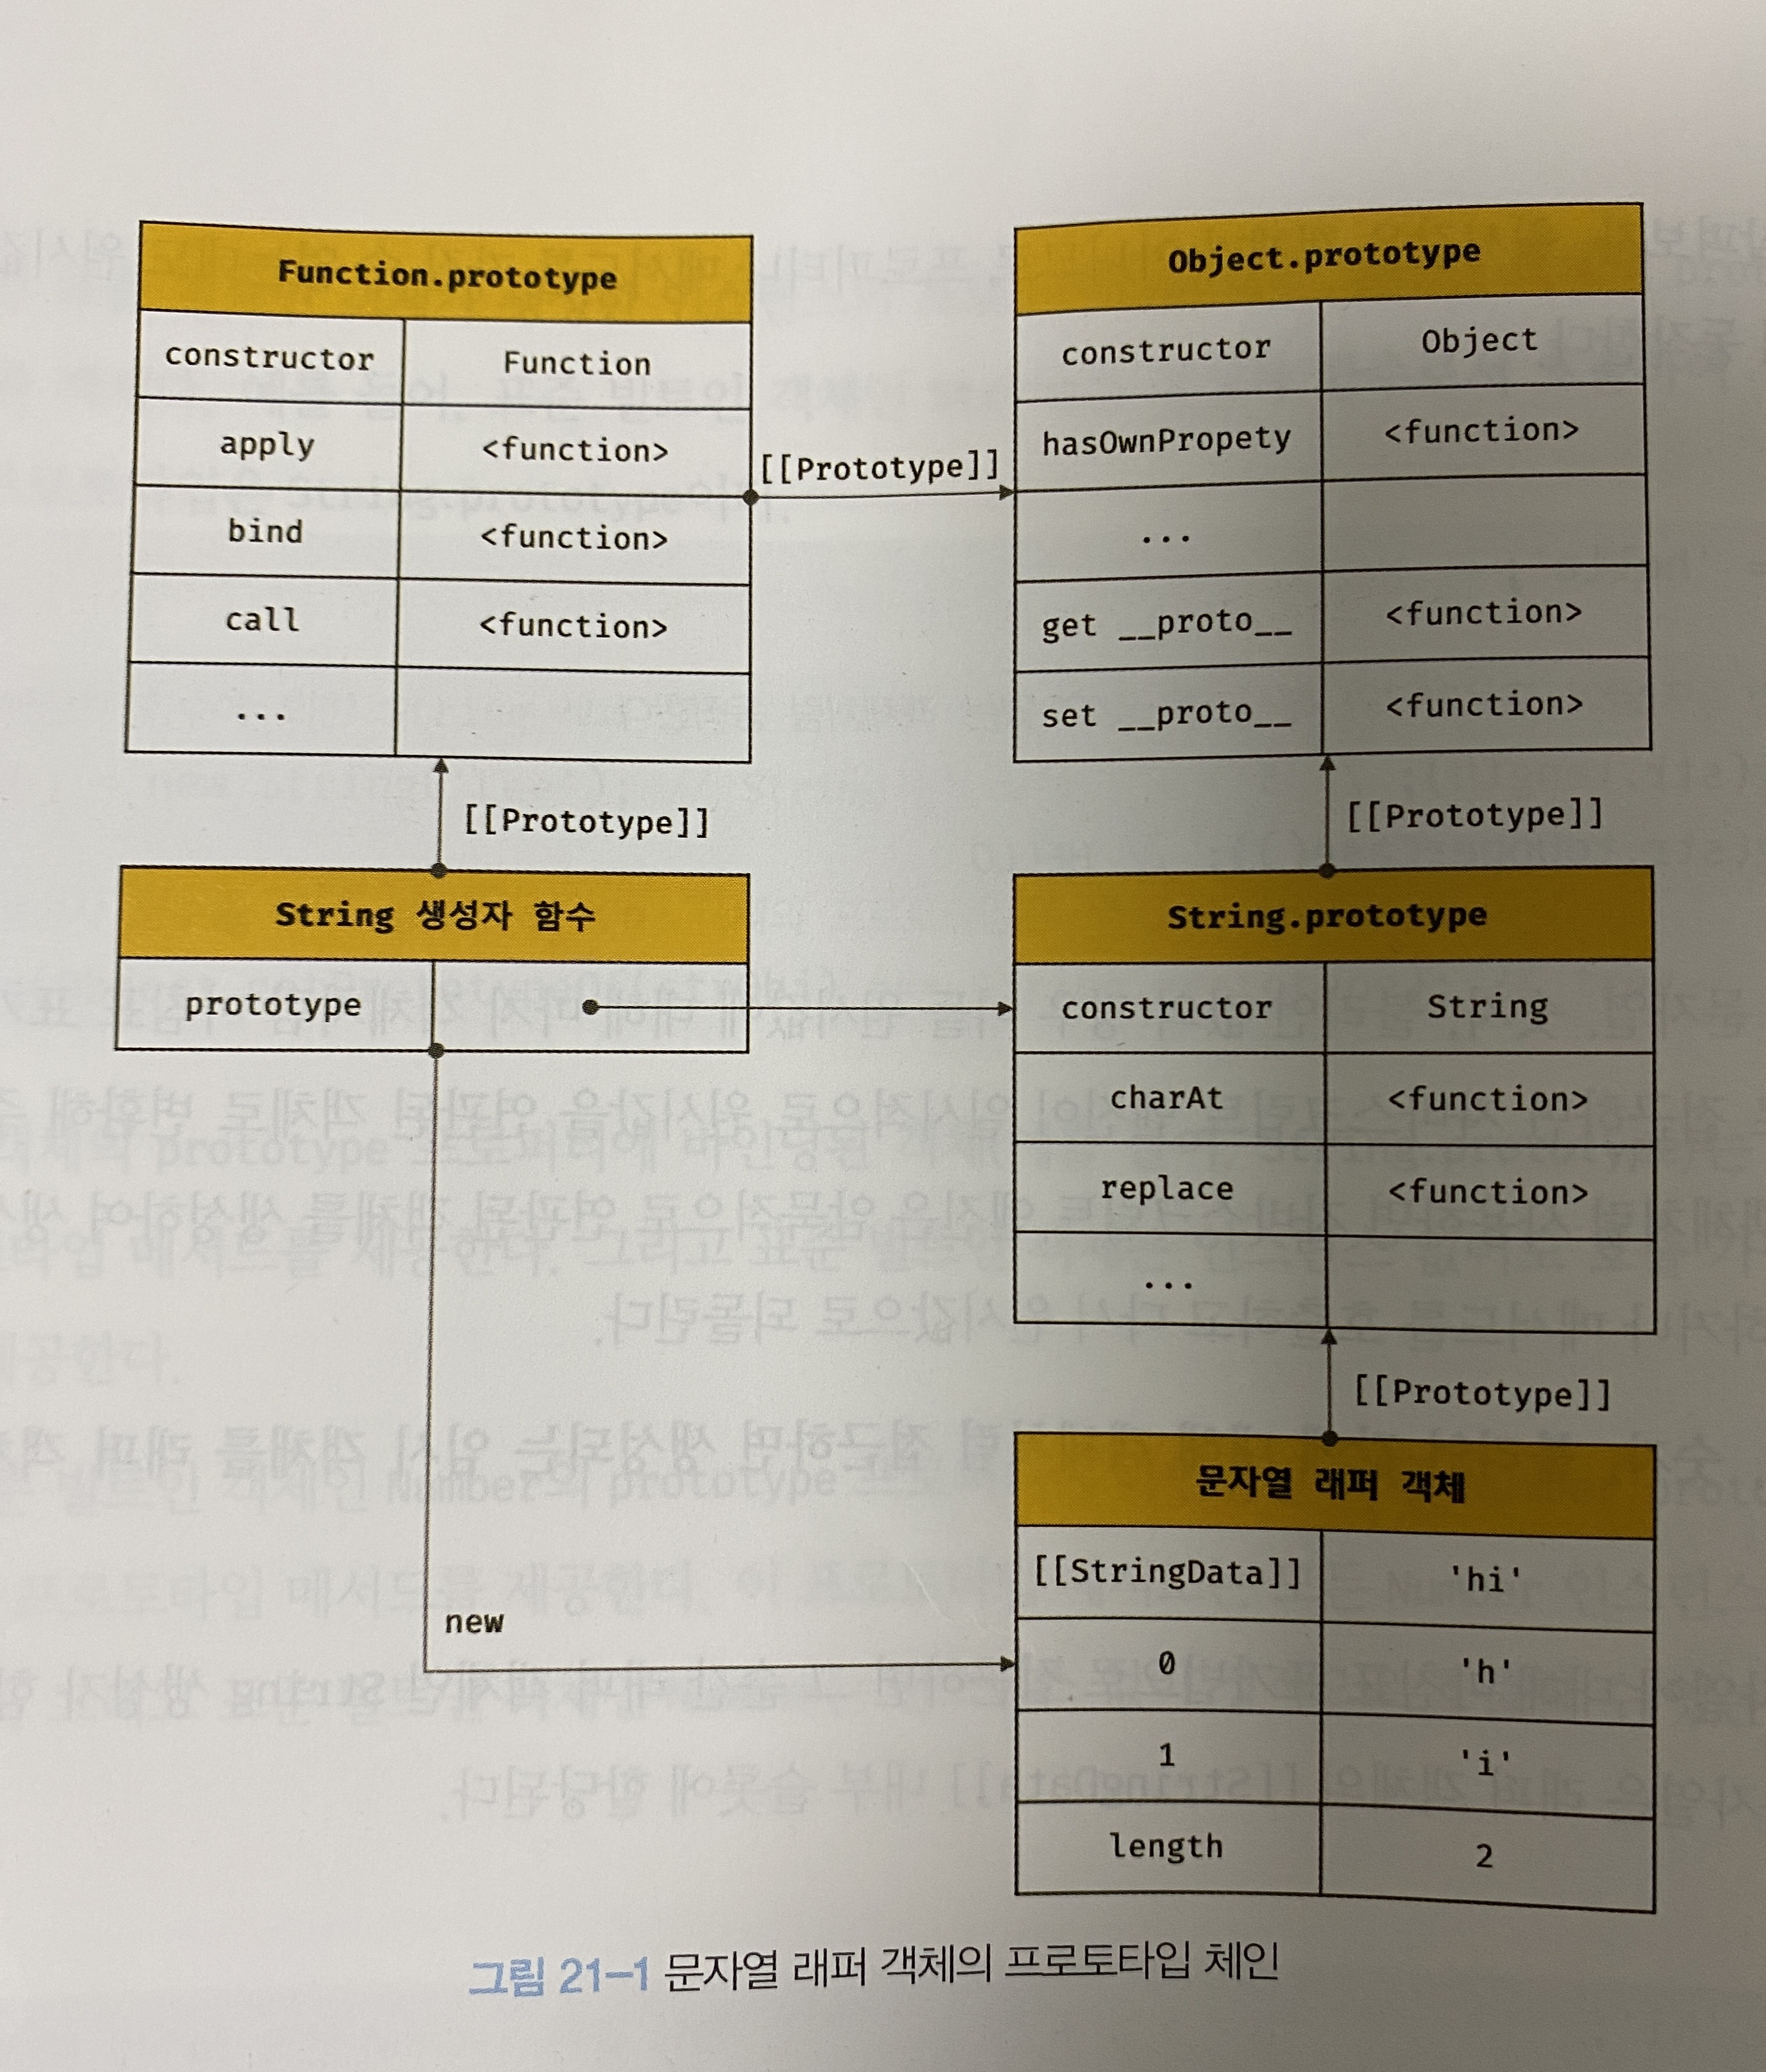 Function.prototype
constructor Function
apply <function>
bind <function>
call <function>
...
[[Prototype]]
Object.prototype
constructor Object
hasOwnPropety <function>
...
get __proto__ <function>
set __proto__ <function>
[[Prototype]]
[[Prototype]]
String 생성자 함수
prototype
String.prototype
constructor String
charAt <function>
replace <function>
...
[[Prototype]]
new
문자열 래퍼 객체
[[StringData]] 'hi'
0 'h'
1 'i'
length 2
그림 21–1 문자열 래퍼 객체의 프로토타입 체인